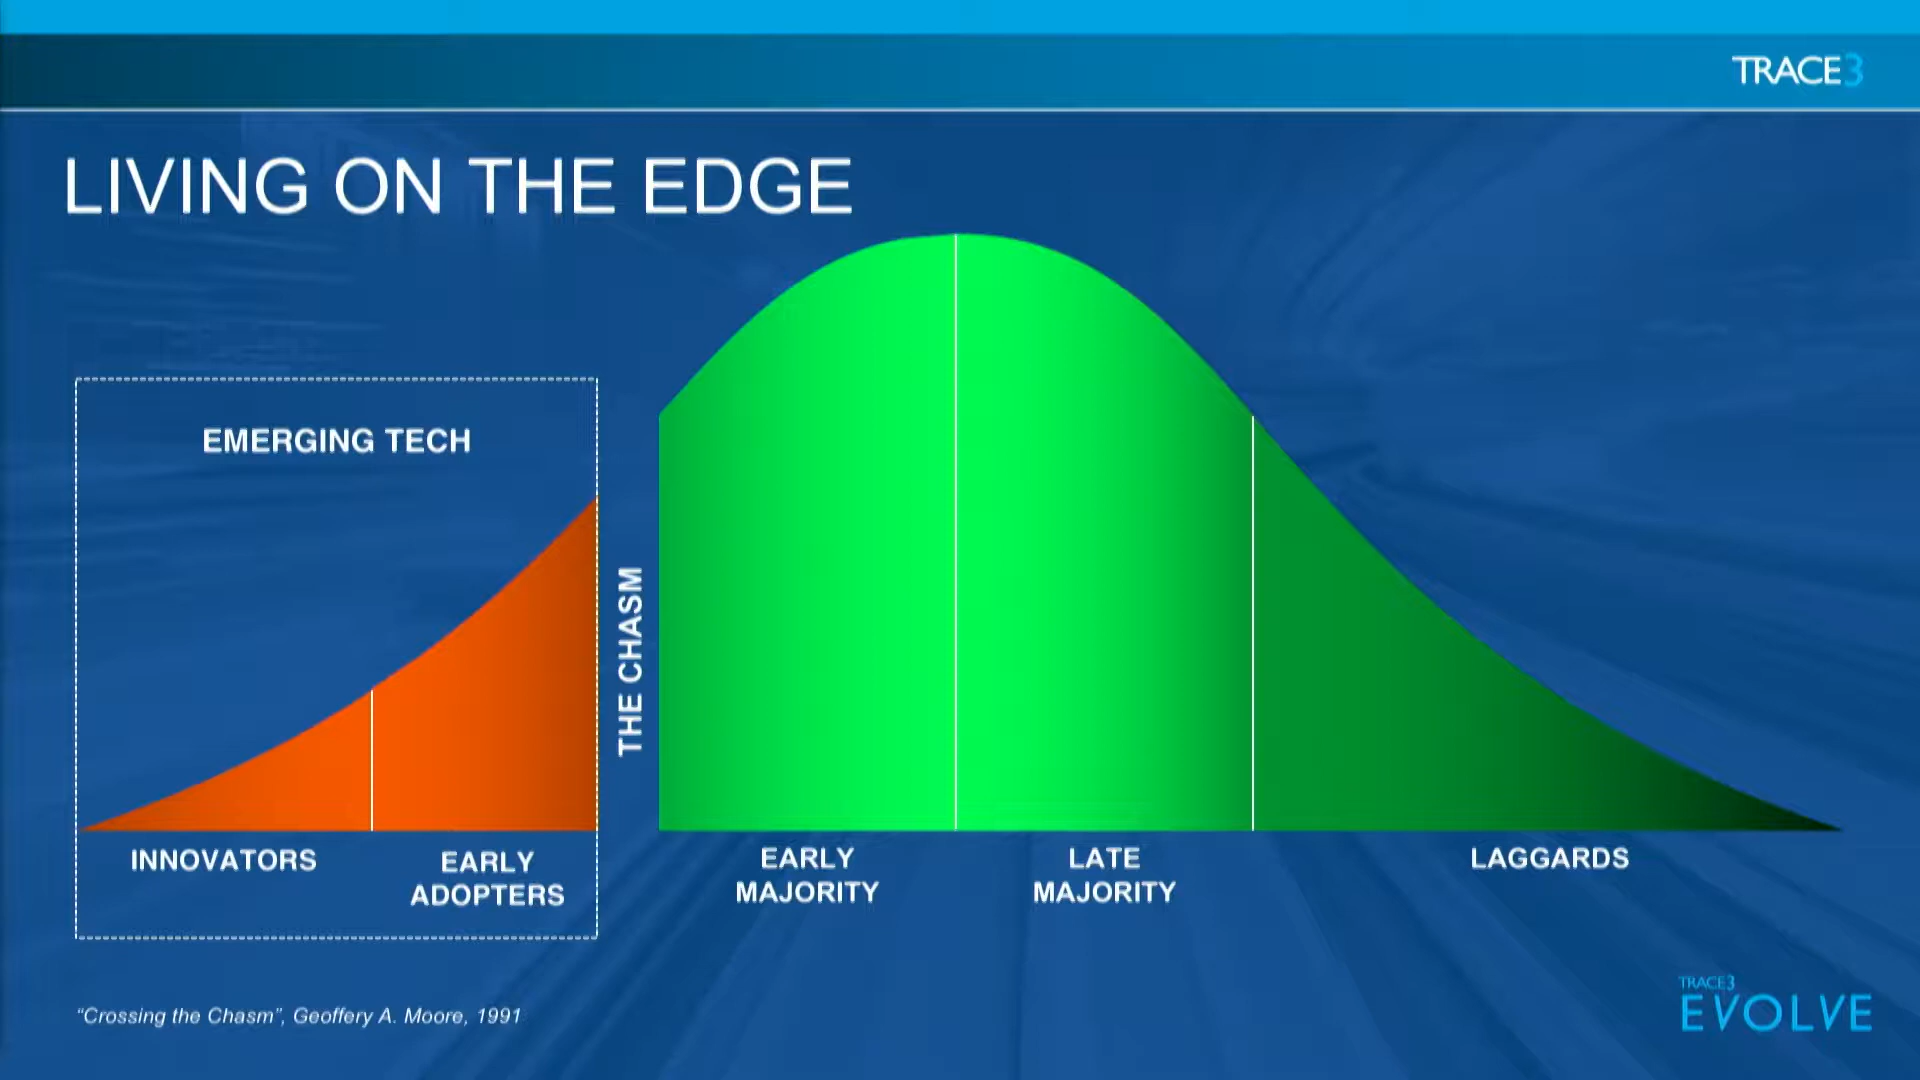 TRACE3
LIVING ON THE EDGE
EMERGING TECH
THE CHASM
INNOVATORS
EARLY
ADOPTERS
EARLY
MAJORITY
LATE
MAJORITY
LAGGARDS
“Crossing the Chasm”, Geoffery A. Moore, 1991
TRACE3
EVOLVE